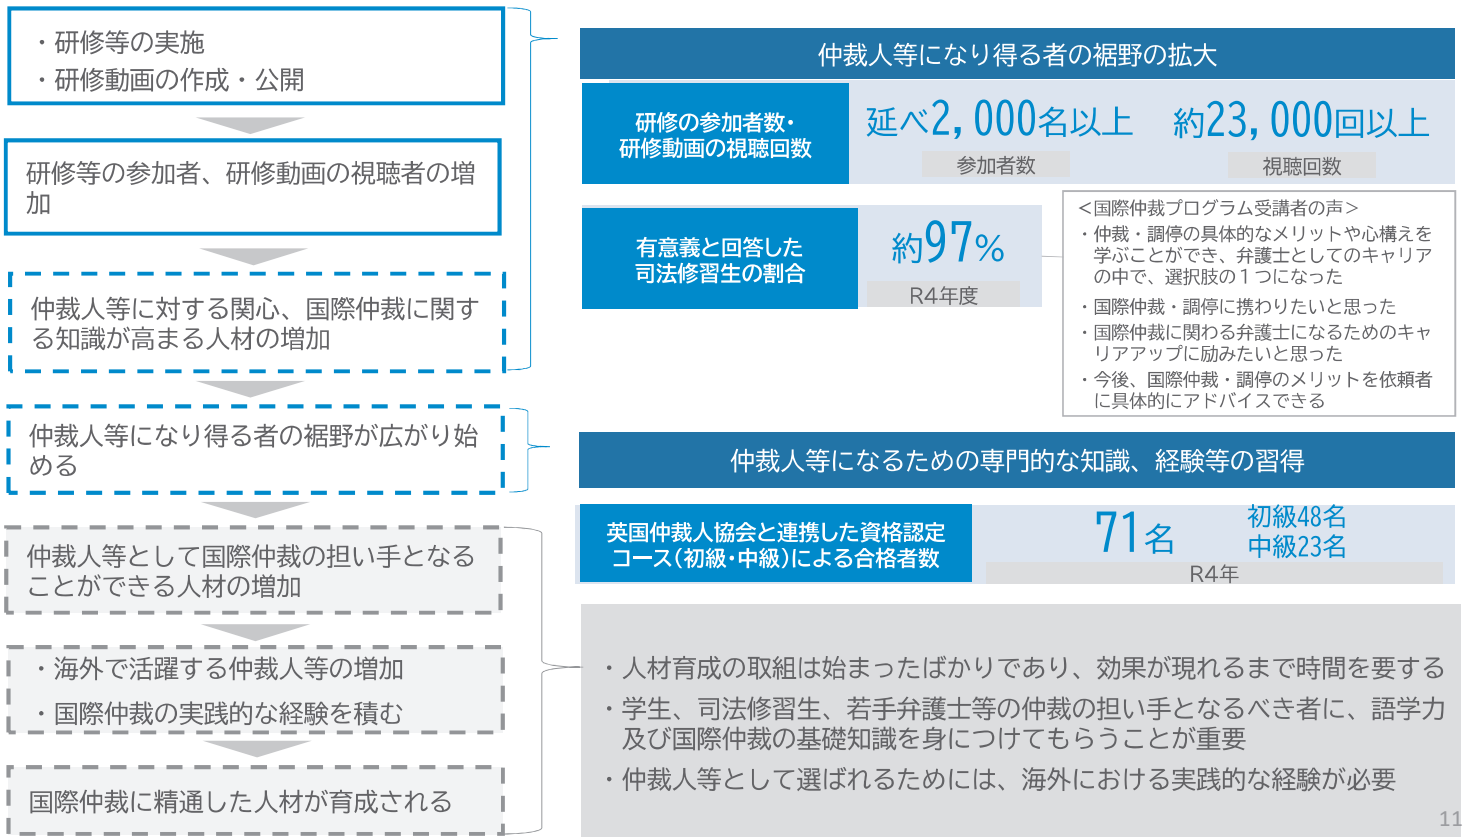 ・研修等の実施
・研修動画の作成・公開
研修等の参加者、研修動画の視聴者の増
加
仲裁人等に対する関心、国際仲裁に関す
る知識が高まる人材の増加
仲裁人等になり得る者の裾野が広がり始
める
仲裁人等として国際仲裁の担い手となる
ことができる人材の増加
・海外で活躍する仲裁人等の増加
・国際仲裁の実践的な経験を積む
国際仲裁に精通した人材が育成される
仲裁人等になり得る者の裾野の拡大
研修の参加者数・
研修動画の視聴回数
延べ2,000名以上
参加者数
約23,000回以上
視聴回数
有意義と回答した
司法修習生の割合
約97%
R4年度
＜国際仲裁プログラム受講者の声＞
・仲裁・調停の具体的なメリットや心構えを
学ぶことができ、弁護士としてのキャリア
の中で、選択肢の１つになった
・国際仲裁・調停に携わりたいと思った
・国際仲裁に関わる弁護士になるためのキャ
リアアップに励みたいと思った
・今後、国際仲裁・調停のメリットを依頼者
に具体的にアドバイスできる
仲裁人等になるための専門的な知識、経験等の習得
英国仲裁人協会と連携した資格認定
コース（初級・中級）による合格者数
71名
初級48名
中級23名
R4年
・人材育成の取組は始まったばかりであり、効果が現れるまで時間を要する
・学生、司法修習生、若手弁護士等の仲裁の担い手となるべき者に、語学力
及び国際仲裁の基礎知識を身につけてもらうことが重要
・仲裁人等として選ばれるためには、海外における実践的な経験が必要
11